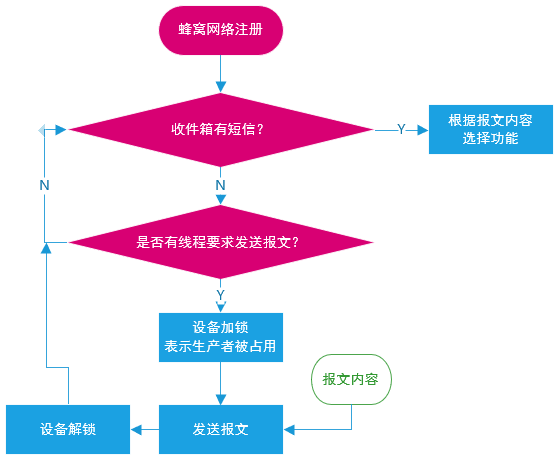 蜂窝网络注册
收件箱有短信?
Y
根据报文内容
选择功能
N
N
是否有线程要求发送报文?
Y
设备加锁
表示生产者被占用
报文内容
设备解锁
发送报文